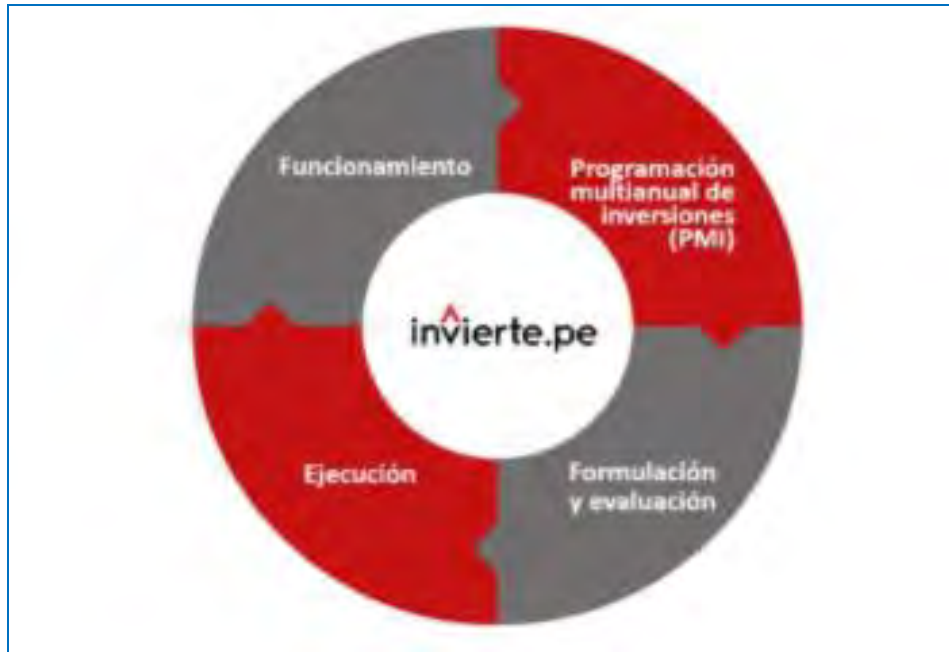 Funcionamiento
Programación
multianual de
inversiones
(PMI)
invierte.pe
Ejecución
Formulación
y evaluación